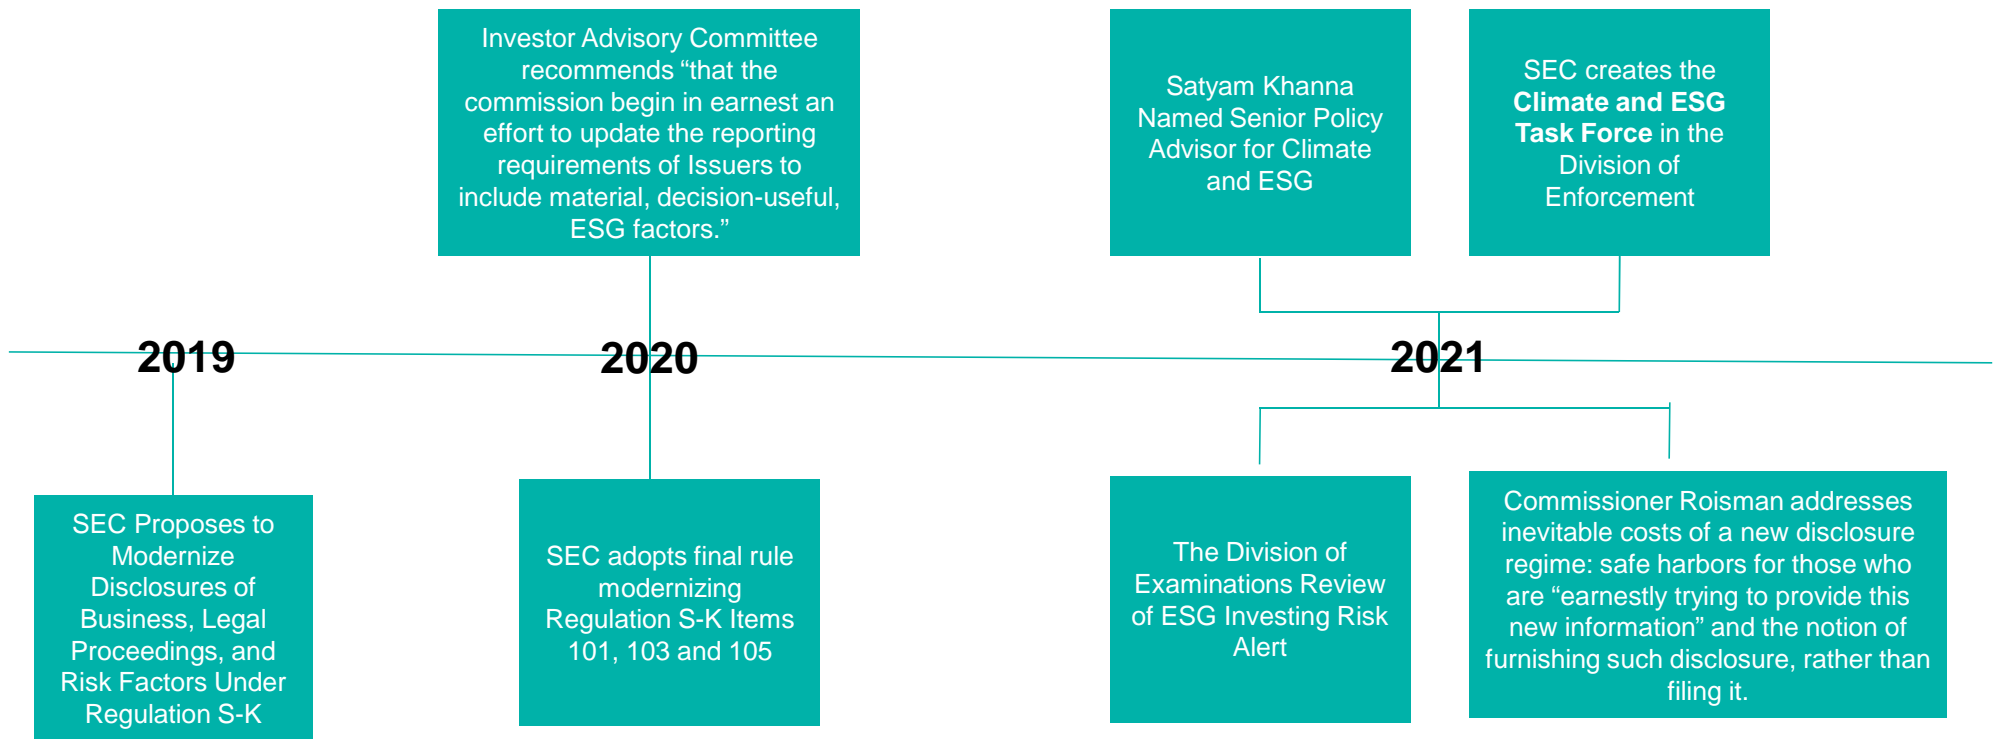 Investor Advisory Committee
recommends “that the
commission begin in earnest an
effort to update the reporting
requirements of Issuers to
include material, decision-useful,
ESG factors.”
Satyam Khanna
Named Senior Policy
Advisor for Climate
and ESG
SEC creates the
Climate and ESG
Task Force in the
Division of
Enforcement
2019
2020
2021
SEC Proposes to
Modernize
Disclosures of
Business, Legal
Proceedings, and
Risk Factors Under
Regulation S-K
SEC adopts final rule
modernizing
Regulation S-K Items
101, 103 and 105
The Division of
Examinations Review
of ESG Investing Risk
Alert
Commissioner Roisman addresses
inevitable costs of a new disclosure
regime: safe harbors for those who
are “earnestly trying to provide this
new information” and the notion of
furnishing such disclosure, rather than
filing it.